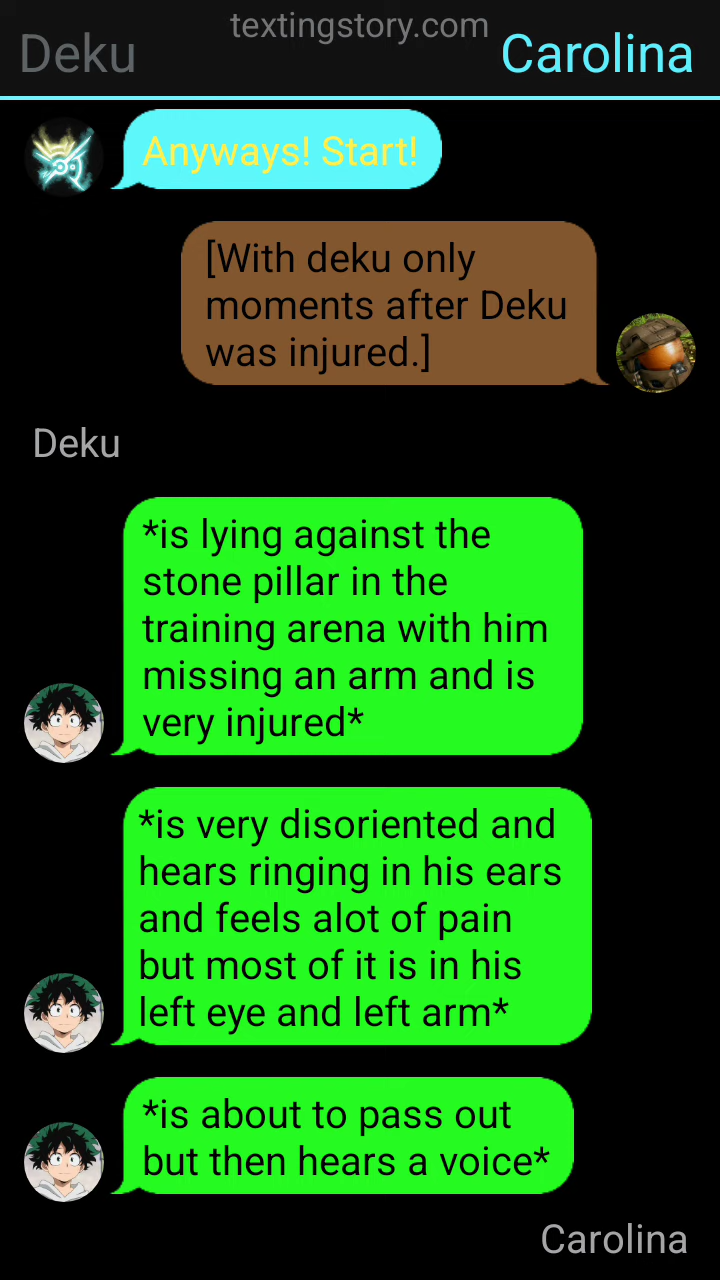 textingstory.com
Deku
Carolina
Anyways! Start!
[With deku only
moments after Deku
was injured.]
Deku
*is lying against the
stone pillar in the
training arena with him
missing an arm and is
very injured*
*is very disoriented and
hears ringing in his ears
and feels alot of pain
but most of it is in his
left eye and left arm*
*is about to pass out
but then hears a voice*
Carolina